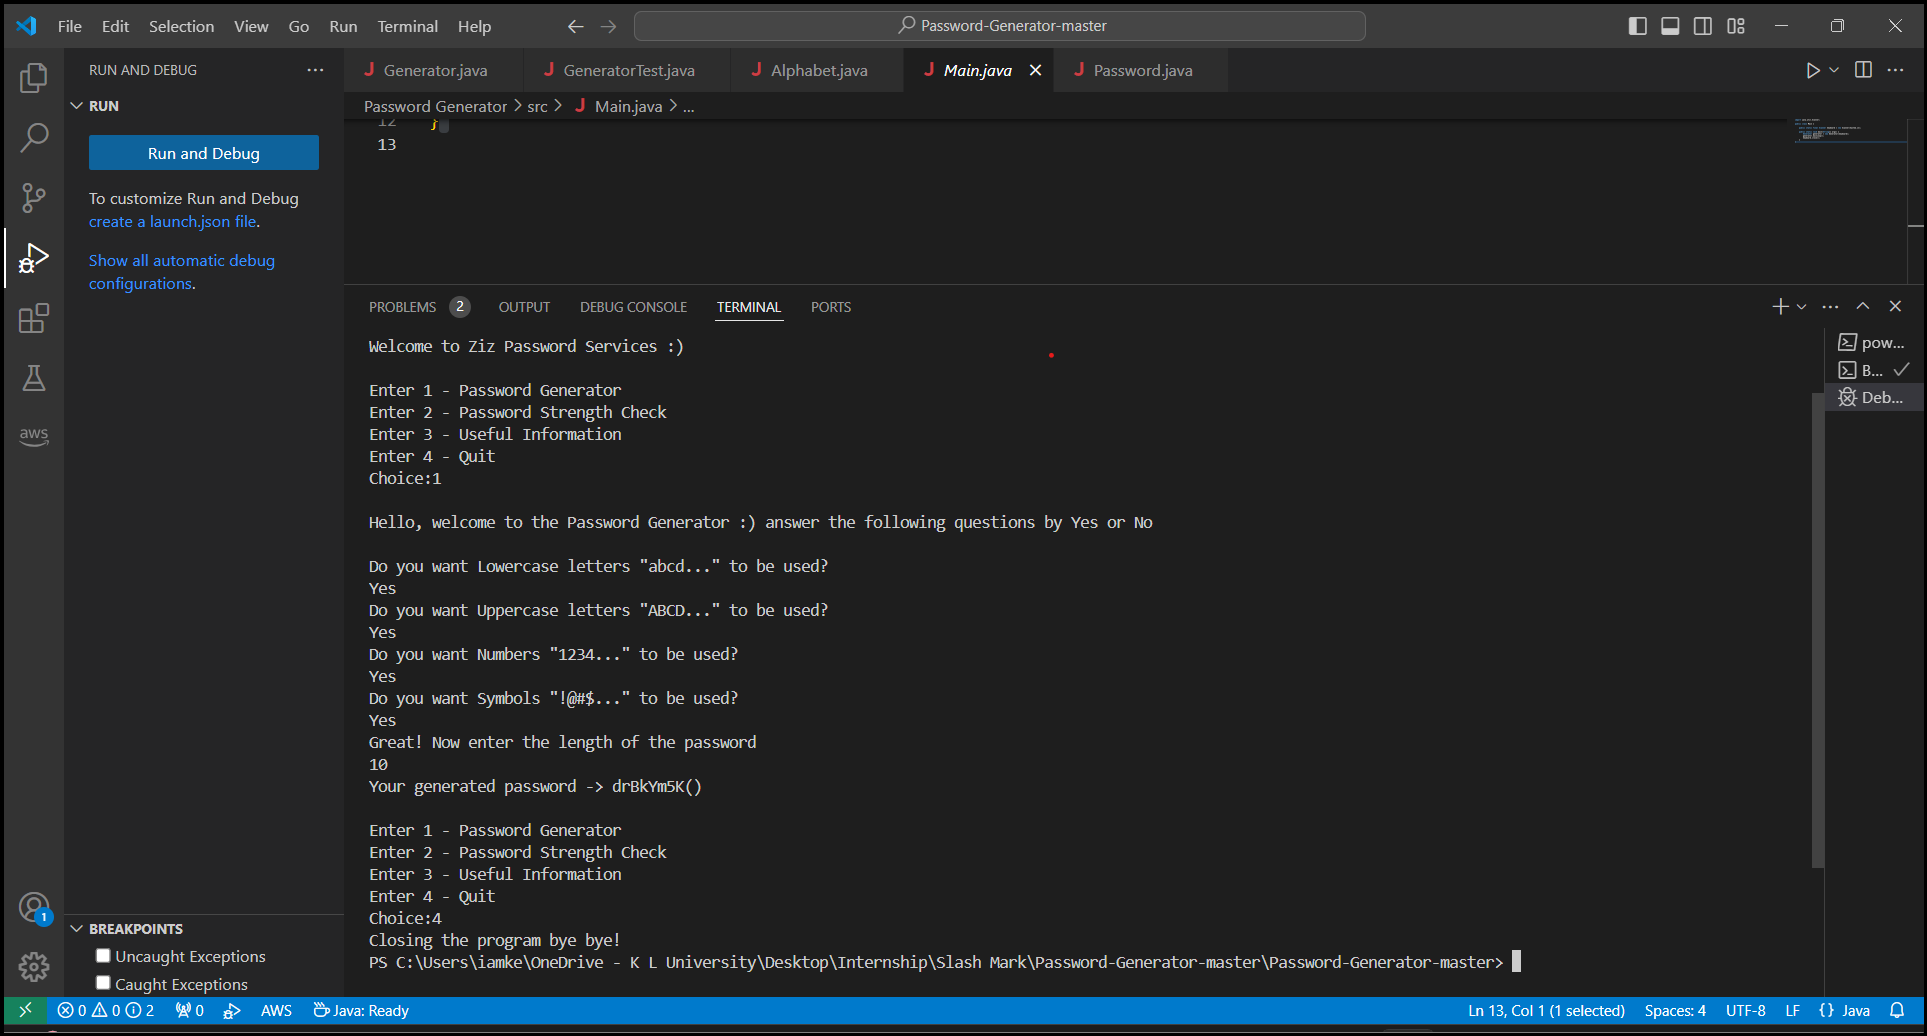 File Edit Selection View Go Run Terminal Help
Password-Generator-master
RUN AND DEBUG
RUN
Run and Debug
To customize Run and Debug
create a launch.json file.
Show all automatic debug
configurations.
BREAKPOINTS
Uncaught Exceptions
Caught Exceptions
aws
1
J Generator.java J GeneratorTest.java J Alphabet.java J Main.java J Password.java
Password Generator > src > J Main.java > ...
12 }
13
PROBLEMS 2 OUTPUT DEBUG CONSOLE TERMINAL PORTS
Welcome to Ziz Password Services :)
Enter 1 - Password Generator
Enter 2 - Password Strength Check
Enter 3 - Useful Information
Enter 4 - Quit
Choice:1
Hello, welcome to the Password Generator :) answer the following questions by Yes or No
Do you want Lowercase letters "abcd..." to be used?
Yes
Do you want Uppercase letters "ABCD..." to be used?
Yes
Do you want Numbers "1234..." to be used?
Yes
Do you want Symbols "!@#$..." to be used?
Yes
Great! Now enter the length of the password
10
Your generated password -> drBkYm5K()
Enter 1 - Password Generator
Enter 2 - Password Strength Check
Enter 3 - Useful Information
Enter 4 - Quit
Choice:4
Closing the program bye bye!
PS C:\Users\iamke\OneDrive - K L University\Desktop\Internship\Slash Mark\Password-Generator-master\Password-Generator-master>
pow...
B...
Deb...
0 0 2 0 AWS Java: Ready
Ln 13, Col 1 (1 selected) Spaces: 4 UTF-8 LF {} Java